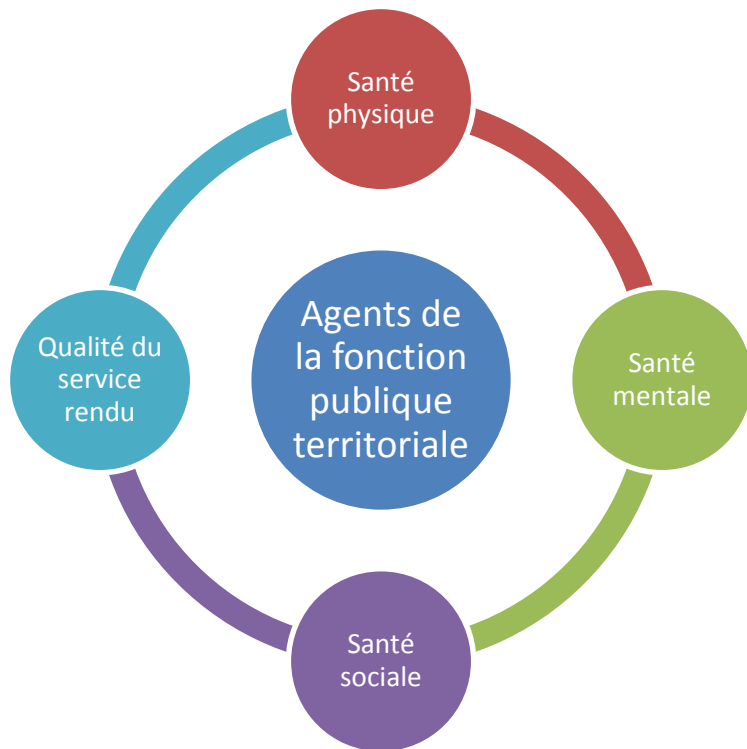 Santé
physique
Agents de
la fonction
publique
territoriale
Qualité du
service
rendu
Santé
mentale
Santé
sociale